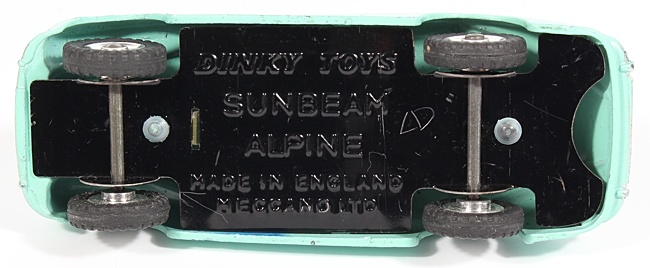 DINKY TOYS
SUNBEAM
ALPINE
MADE IN ENGLAND
MECCANO LTD